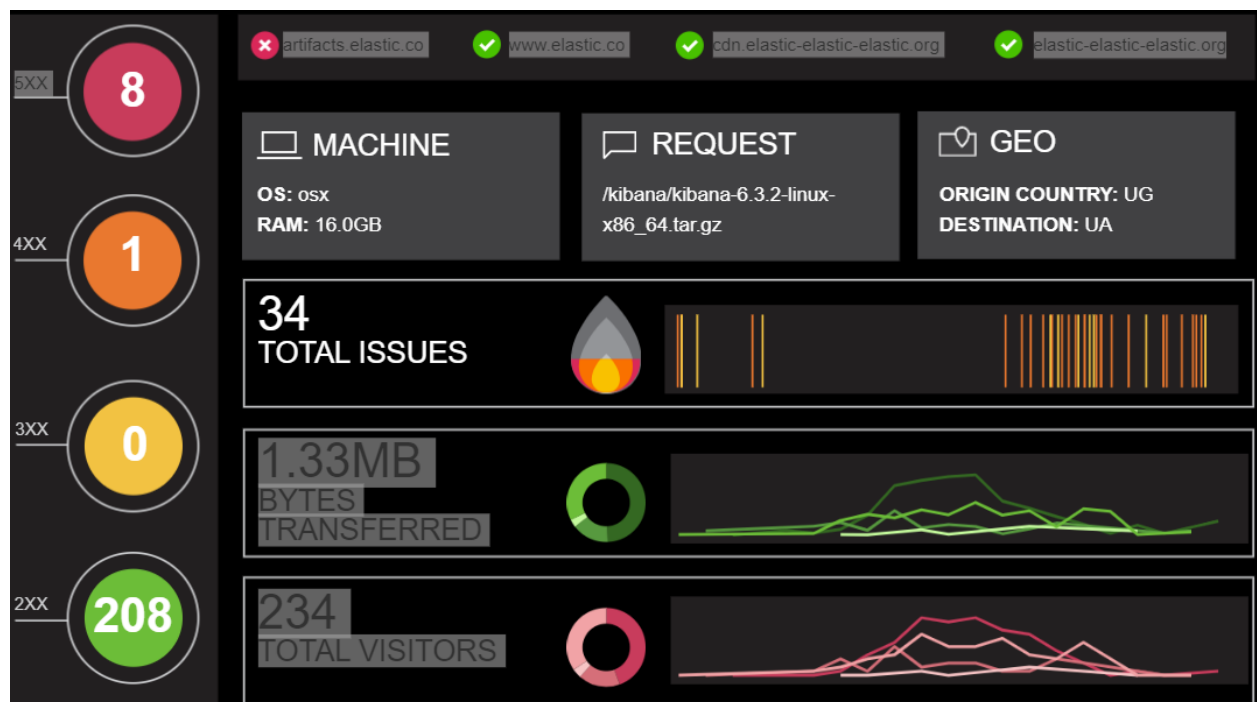 artifacts.elastic.co www.elastic.co cdn.elastic-elastic-elastic.org elastic-elastic-elastic.org
5XX 8
4XX 1
3XX 0
2XX 208
MACHINE
OS: osx
RAM: 16.0GB
REQUEST
/kibana/kibana-6.3.2-linux-
x86_64.tar.gz
GEO
ORIGIN COUNTRY: UG
DESTINATION: UA
34
TOTAL ISSUES
1.33MB
BYTES
TRANSFERRED
234
TOTAL VISITORS